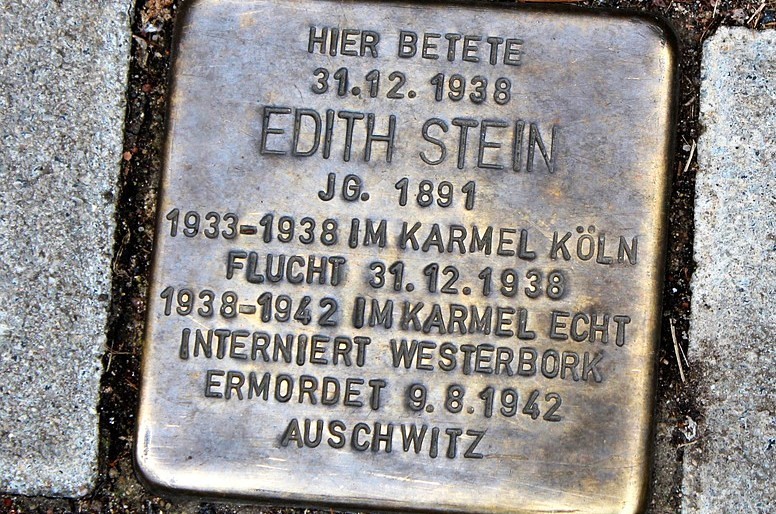 HIER BETETE
31.12. 1938
EDITH STEIN
JG. 1891
1933-1938 IM KARMEL KÖLN
FLUCHT 31.12.1938
1938-1942 IM KARMEL ECHT
INTERNIERT WESTERBORK
ERMORDET 9.8.1942
AUSCHWITZ